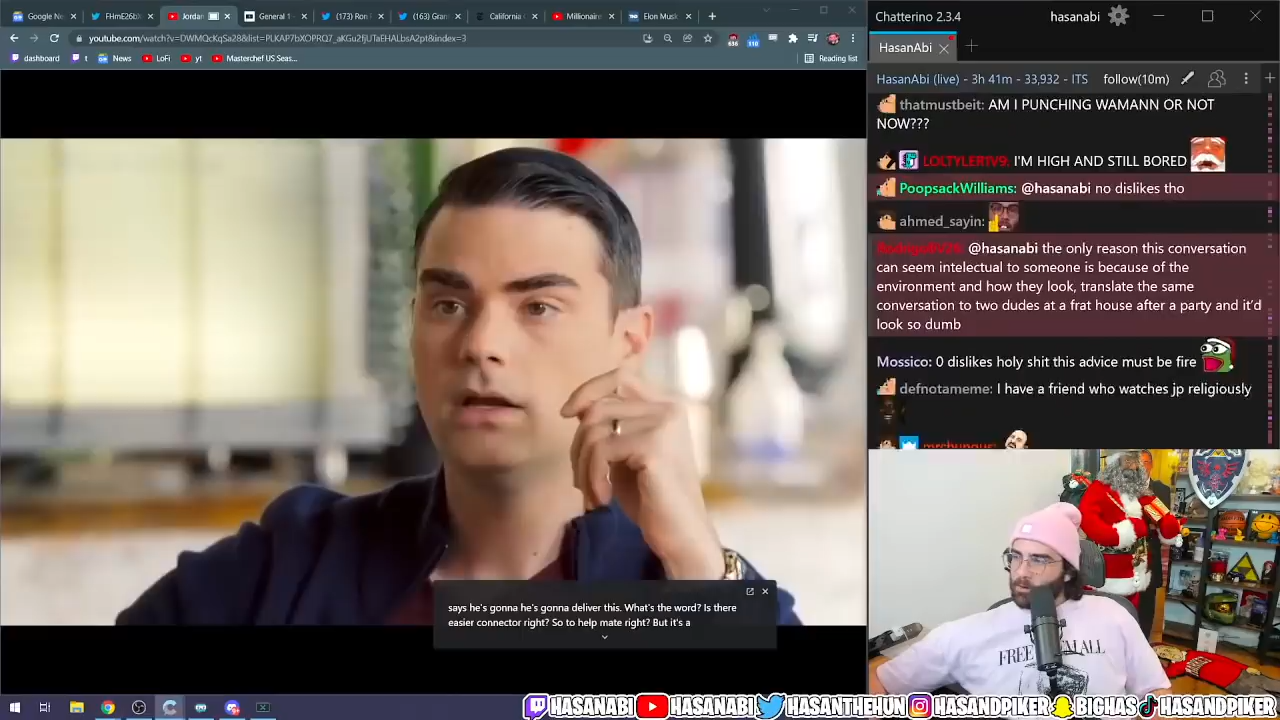 Google Ne
FHmE26bX
Jordan
General 1
(173) Ron
(163) Gran
California
Millionaire
Elon Musk
youtube.com/watch?v=DWMQcKqSa28&list=PLKAP7bXOPRQ7_aKGu2fjUTaEHALbsA2pt&index=3
dashboard
t
News
LoFi
yt
Masterchef US Seas...
Reading list
says he's gonna he's gonna deliver this. What's the word? Is there
easier connector right? So to help mate right? But it's a
Chatterino 2.3.4
hasanabi
HasanAbi
HasanAbi (live) - 3h 41m - 33,932 - ITS
follow(10m)
thatmustbeit: AM I PUNCHING WAMANN OR NOT
NOW???
LOLTYLER1V9: I'M HIGH AND STILL BORED
PoopsackWilliams: @hasanabi no dislikes tho
ahmed_sayin:
@hasanabi the only reason this conversation
can seem intelectual to someone is because of the
environment and how they look, translate the same
conversation to two dudes at a frat house after a party and it'd
look so dumb
Mossico: 0 dislikes holy shit this advice must be fire
defnotameme: I have a friend who watches jp religiously
mrchungus:
FREE
HASANABI
HASANABI
HASANTHEHUN
HASANDPIKER
BIGHAS
HASANDPIKER